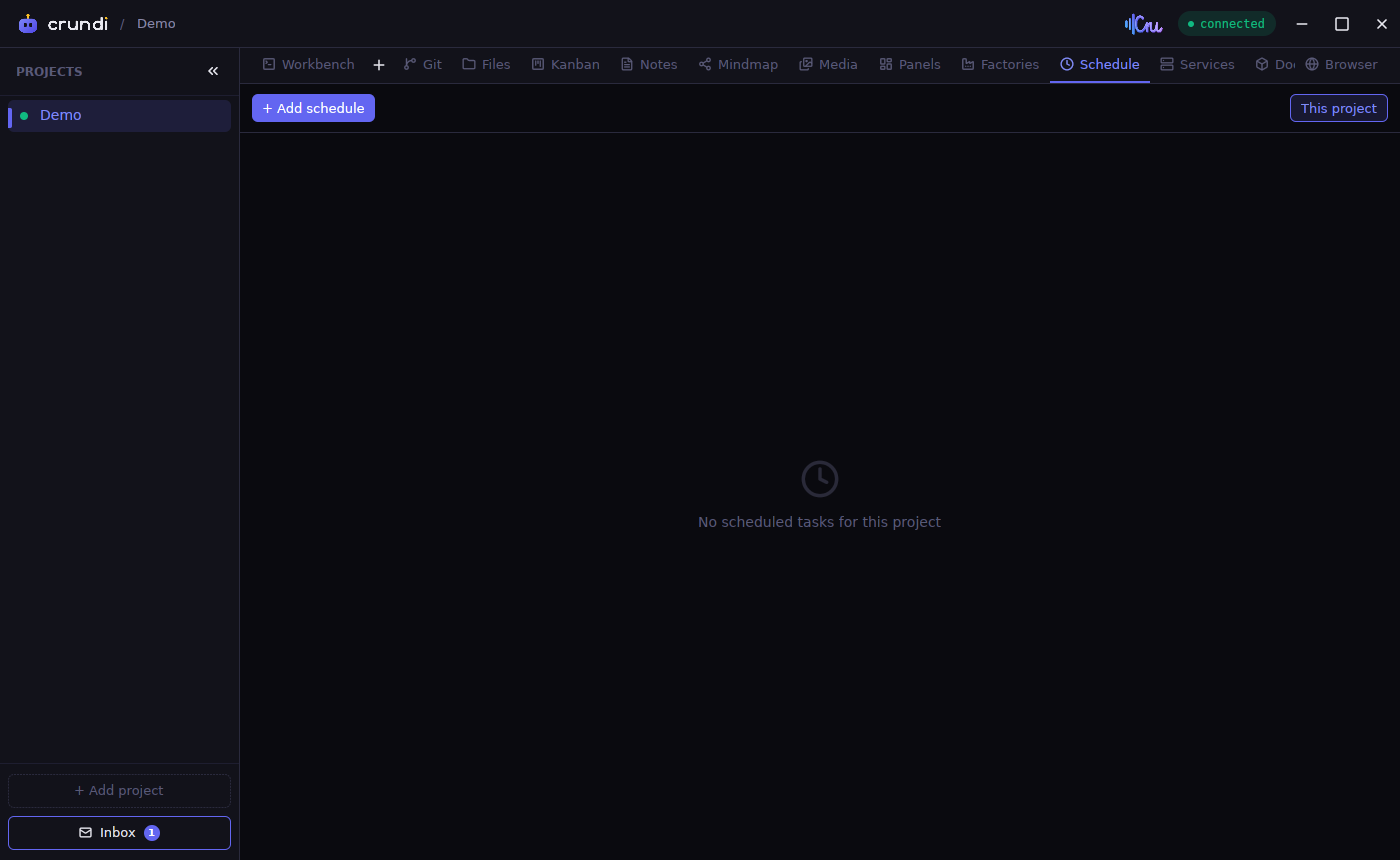 crundi / Demo
Cru
connected
PROJECTS
Workbench + Git Files Kanban Notes Mindmap Media Panels Factories Schedule Services Browser
Demo
+ Add schedule
This project
No scheduled tasks for this project
+ Add project
Inbox 1